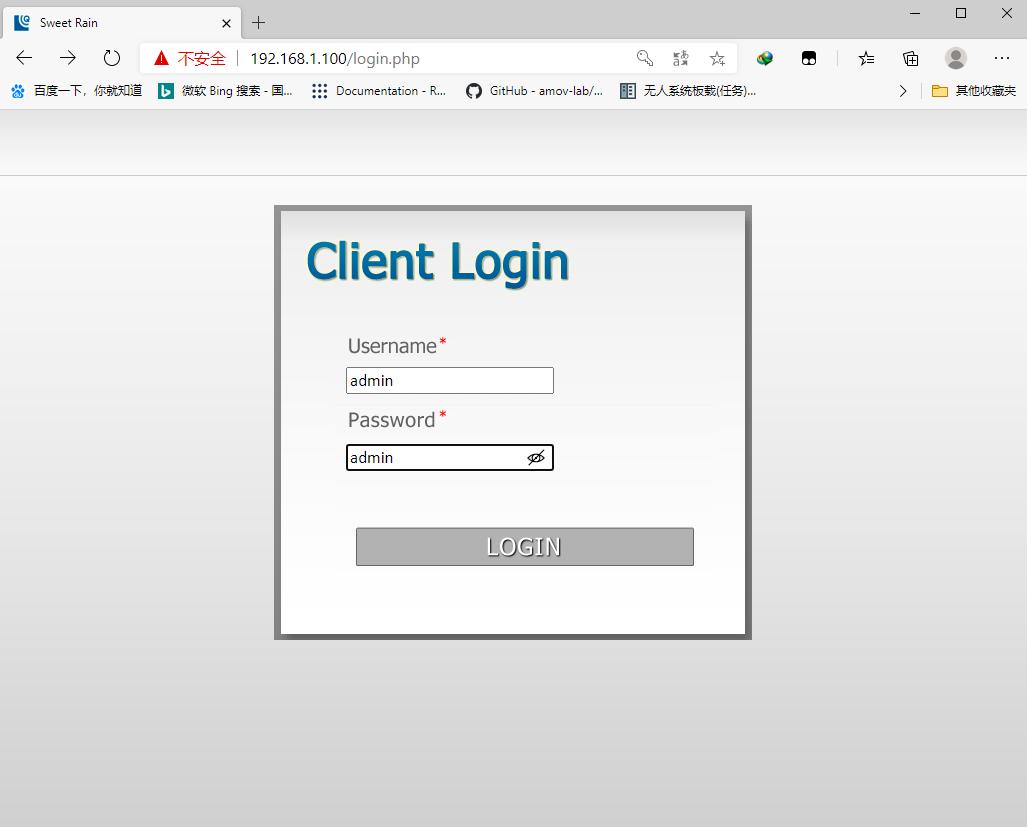 Sweet Rain
不安全 192.168.1.100/login.php
百度一下，你就知道 微软 Bing 搜索 - 国... Documentation - R... GitHub - amov-lab/... 无人系统板载(任务)... 其他收藏夹
Client Login
Username*
admin
Password*
admin
LOGIN